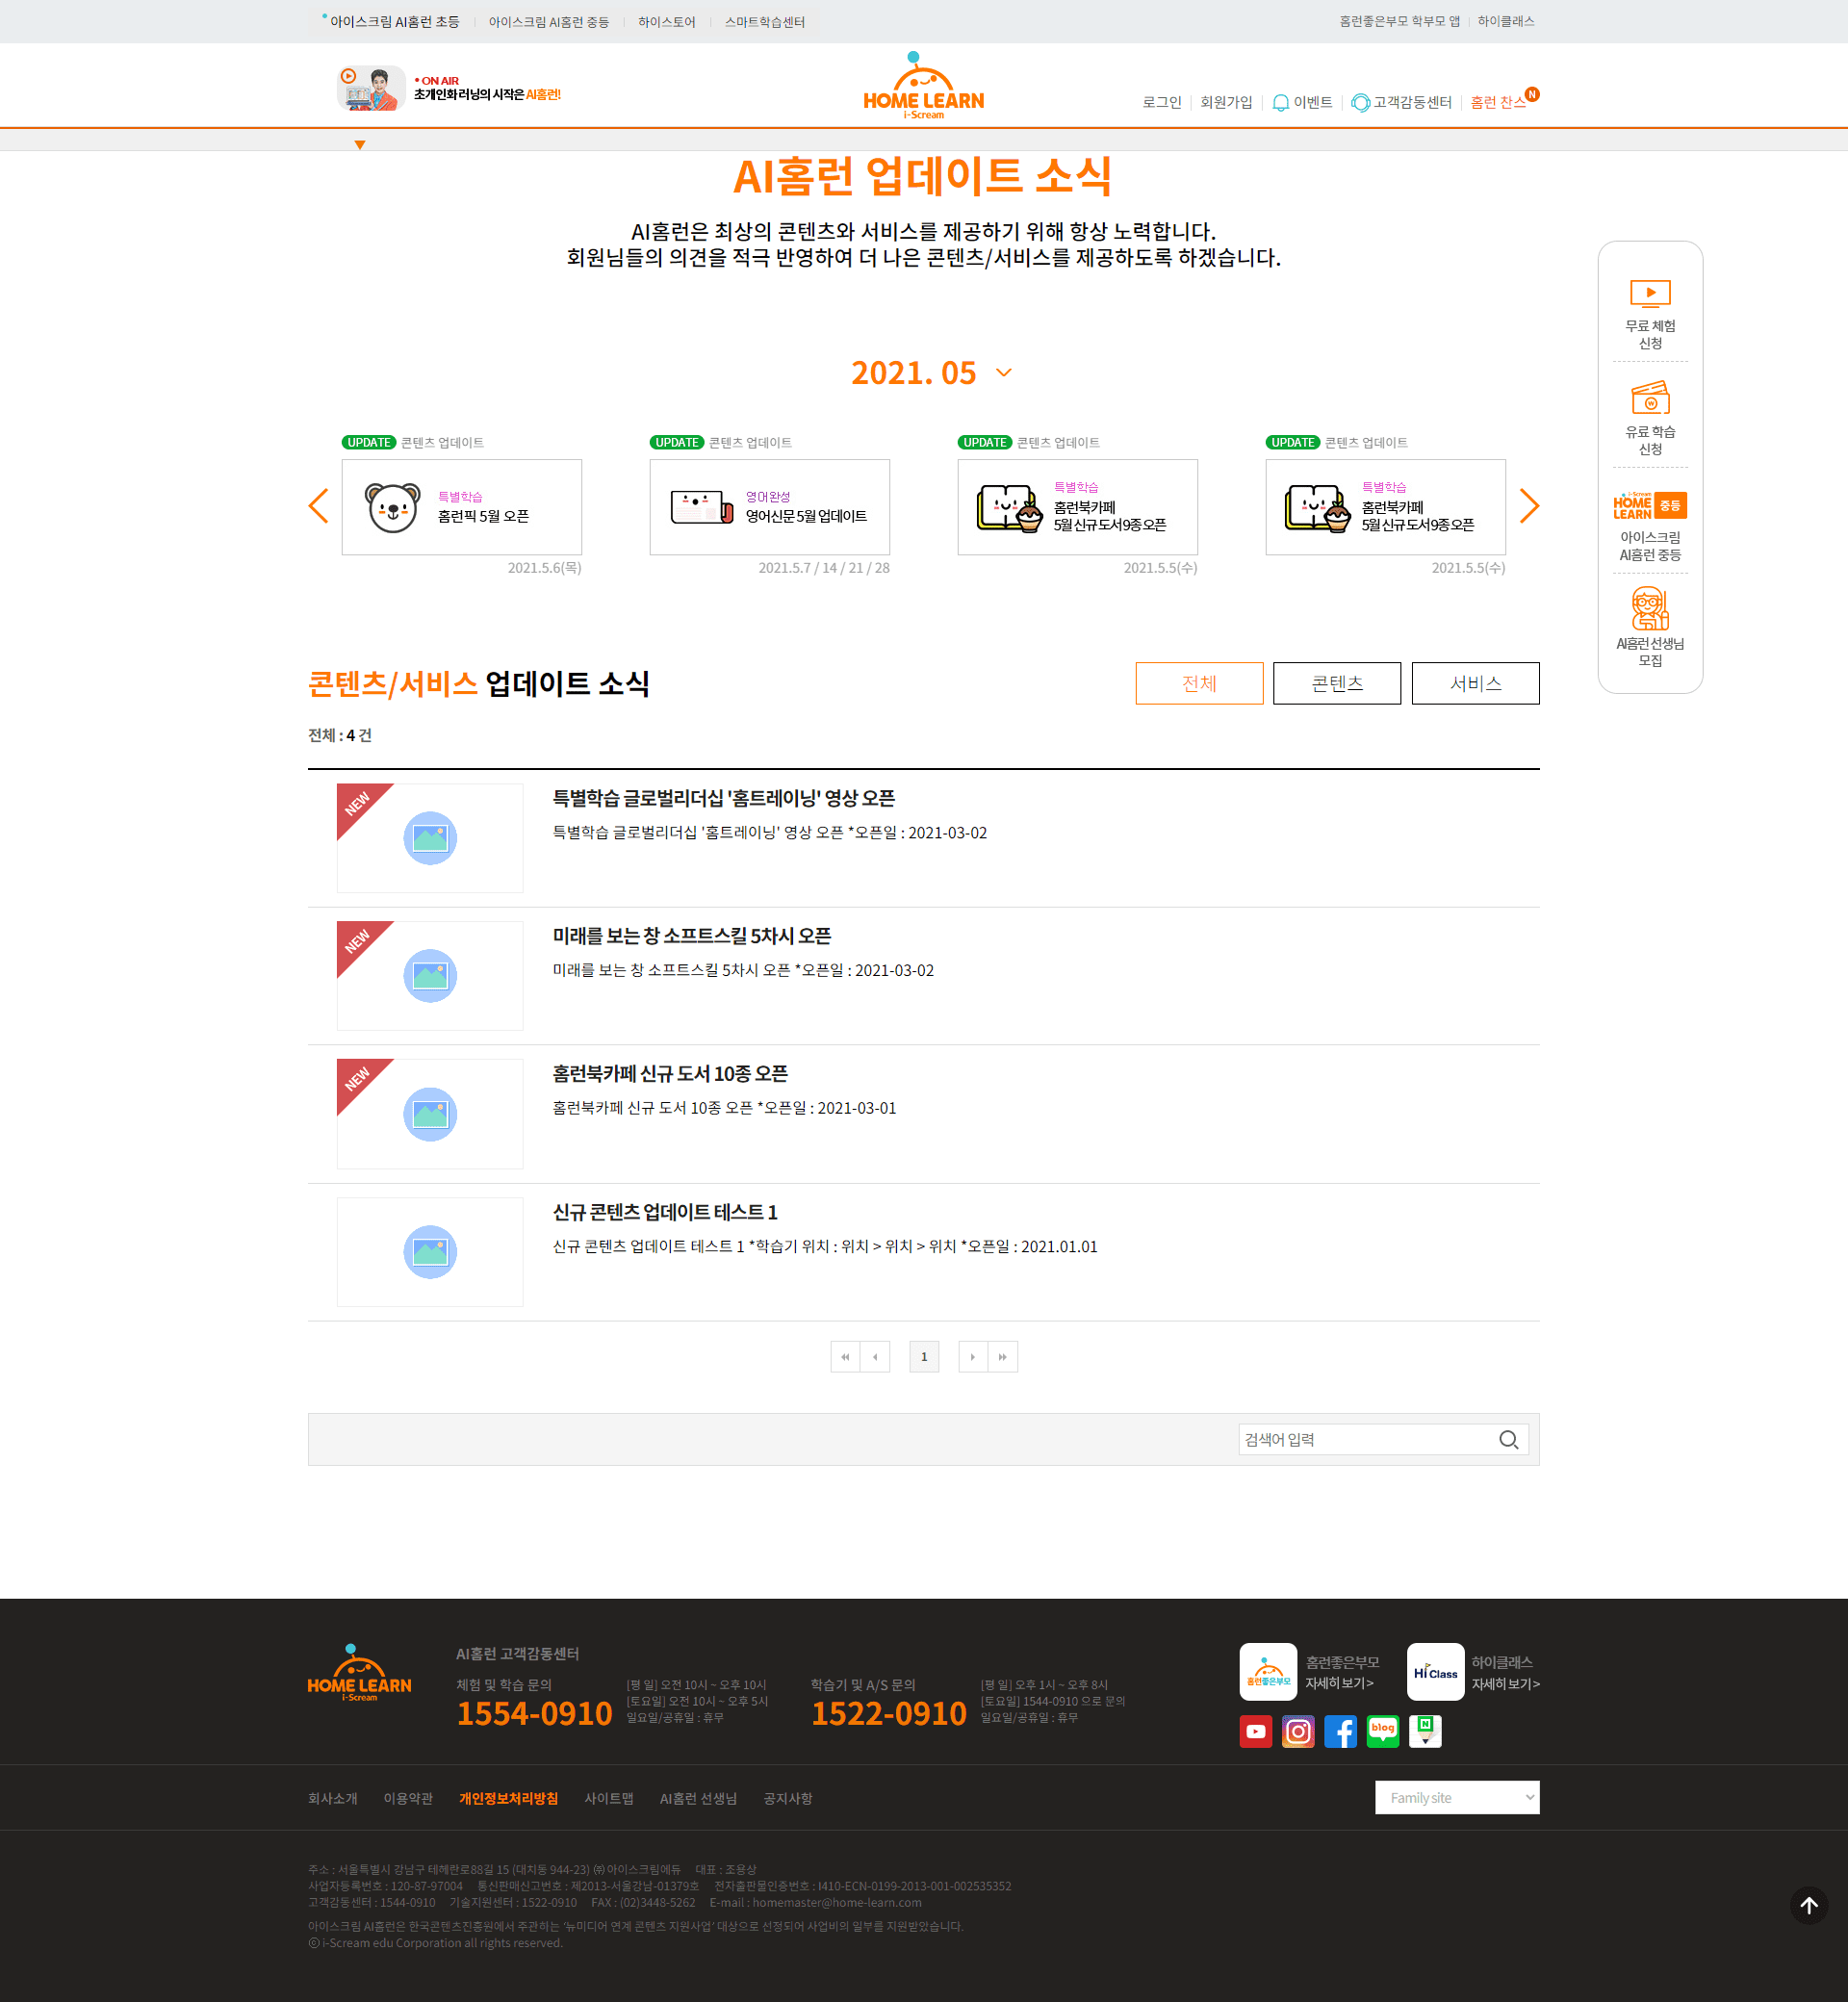 아이스크림 AI홈런 초등
아이스크림 AI홈런 중등
하이스토어
스마트학습센터
홈런좋은부모 학부모 앱
하이클래스
• ON AIR
초개인화 러닝의 시작은 AI홈런!
HOME LEARN
i-Scream
로그인
회원가입
이벤트
고객감동센터
홈런 찬스
N
AI홈런 업데이트 소식
AI홈런은 최상의 콘텐츠와 서비스를 제공하기 위해 항상 노력합니다.
회원님들의 의견을 적극 반영하여 더 나은 콘텐츠/서비스를 제공하도록 하겠습니다.
무료 체험
신청
유료 학습
신청
i-Scream
HOME
LEARN 중등
아이스크림
AI홈런 중등
AI홈런 선생님
모집
2021. 05
UPDATE 콘텐츠 업데이트
특별학습
홈런픽 5월 오픈
2021.5.6(목)
UPDATE 콘텐츠 업데이트
영어완성
영어신문 5월 업데이트
2021.5.7 / 14 / 21 / 28
UPDATE 콘텐츠 업데이트
특별학습
홈런북카페
5월 신규 도서 9종 오픈
2021.5.5(수)
UPDATE 콘텐츠 업데이트
특별학습
홈런북카페
5월 신규 도서 9종 오픈
2021.5.5(수)
콘텐츠/서비스 업데이트 소식
전체
콘텐츠
서비스
전체 : 4 건
NEW
특별학습 글로벌리더십 '홈트레이닝' 영상 오픈
특별학습 글로벌리더십 '홈트레이닝' 영상 오픈 *오픈일 : 2021-03-02
NEW
미래를 보는 창 소프트스킬 5차시 오픈
미래를 보는 창 소프트스킬 5차시 오픈 *오픈일 : 2021-03-02
NEW
홈런북카페 신규 도서 10종 오픈
홈런북카페 신규 도서 10종 오픈 *오픈일 : 2021-03-01
신규 콘텐츠 업데이트 테스트 1
신규 콘텐츠 업데이트 테스트 1 *학습기 위치 : 위치 > 위치 > 위치 *오픈일 : 2021.01.01
1
검색어 입력
HOME LEARN
i-Scream
AI홈런 고객감동센터
체험 및 학습 문의
1554-0910
[평 일] 오전 10시 ~ 오후 10시
[토요일] 오전 10시 ~ 오후 5시
일요일/공휴일 : 휴무
학습기 및 A/S 문의
1522-0910
[평 일] 오후 1시 ~ 오후 8시
[토요일] 1544-0910 으로 문의
일요일/공휴일 : 휴무
홈런좋은부모
홈런좋은부모
자세히 보기 >
Hi Class
하이클래스
자세히 보기 >
blog
N
회사소개
이용약관
개인정보처리방침
사이트맵
AI홈런 선생님
공지사항
Family site
주소 : 서울특별시 강남구 테헤란로88길 15 (대치동 944-23) ㈜아이스크림에듀 대표 : 조용상
사업자등록번호 : 120-87-97004 통신판매신고번호 : 제2013-서울강남-01379호 전자출판물인증번호 : I410-ECN-0199-2013-001-002535352
고객감동센터 : 1544-0910 기술지원센터 : 1522-0910 FAX : (02)3448-5262 E-mail : homemaster@home-learn.com
아이스크림 AI홈런은 한국콘텐츠진흥원에서 주관하는 ‘뉴미디어 연계 콘텐츠 지원사업’ 대상으로 선정되어 사업비의 일부를 지원받았습니다.
ⓒ i-Scream edu Corporation all rights reserved.